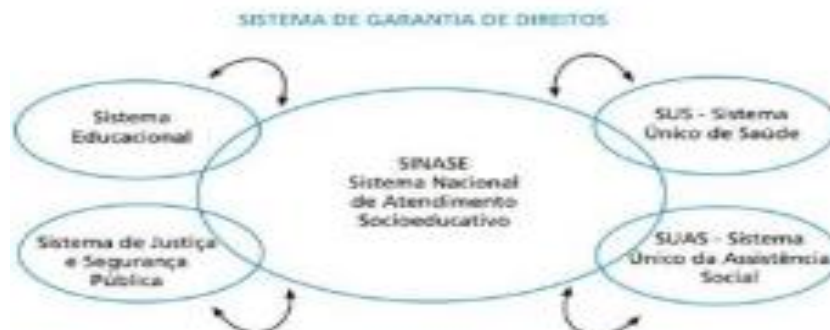 SISTEMA DE GARANTIA DE DIREITOS
Sistema
Educacional
SUS - Sistema
Único de Saúde
SINASE
Sistema Nacional
de Atendimento
Socioeducativo
Sistema de Justiça
e Segurança
Pública
SUAS - Sistema
Único da Assistência
Social